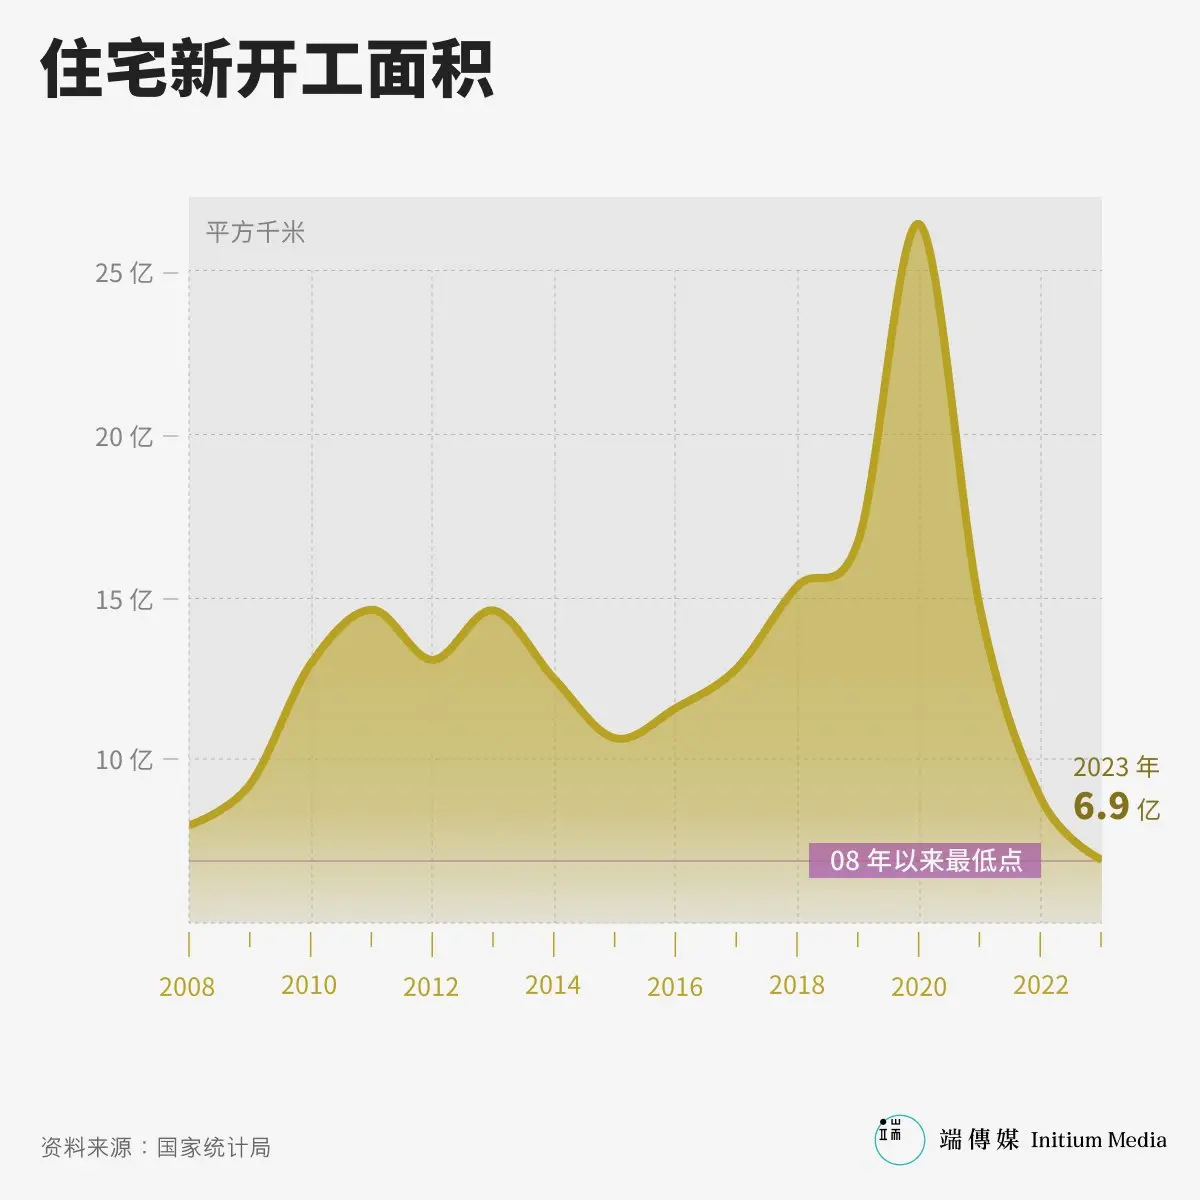 住宅新开工面积
平方千米
25 亿
20 亿
15 亿
10 亿
2023 年
6.9 亿
08 年以来最低点
2008 2010 2012 2014 2016 2018 2020 2022
资料来源：国家统计局
端 端傳媒 Initium Media